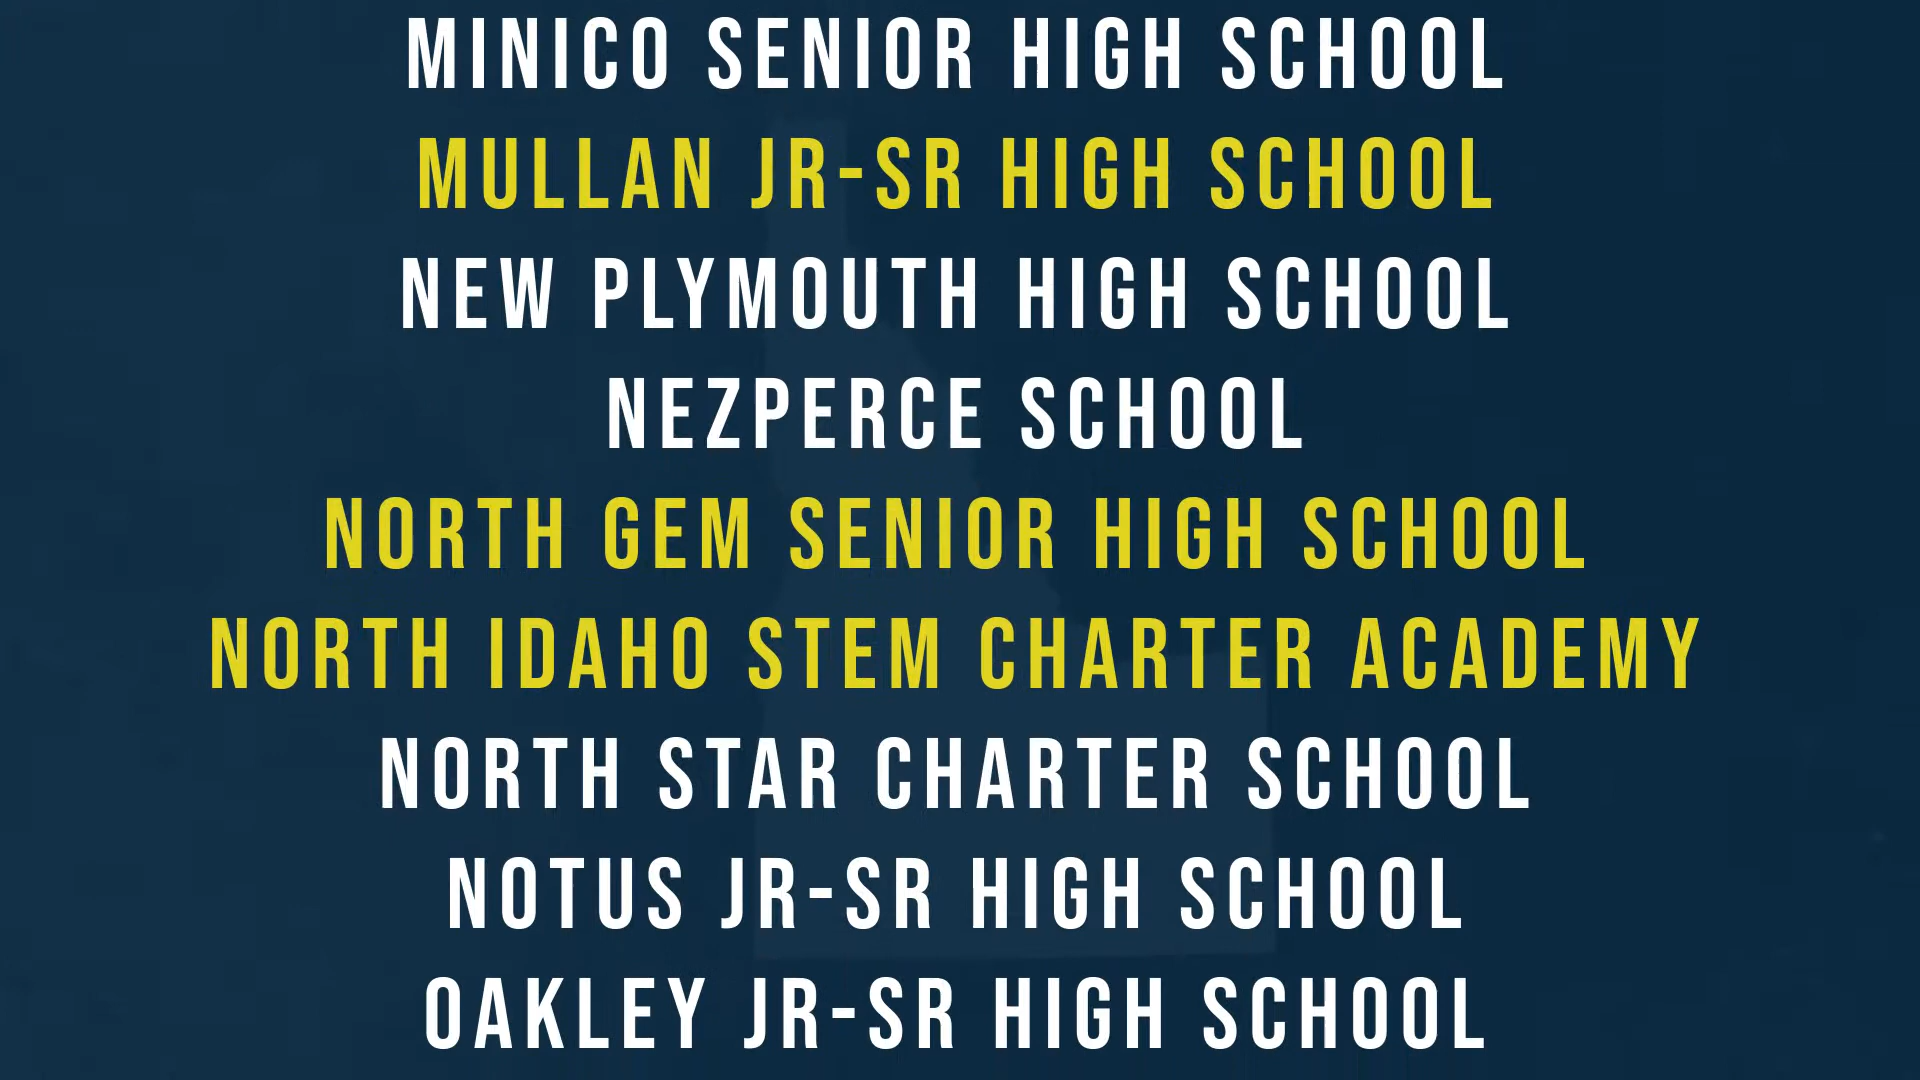 MINICO SENIOR HIGH SCHOOL
MULLAN JR-SR HIGH SCHOOL
NEW PLYMOUTH HIGH SCHOOL
NEZPERCE SCHOOL
NORTH GEM SENIOR HIGH SCHOOL
NORTH IDAHO STEM CHARTER ACADEMY
NORTH STAR CHARTER SCHOOL
NOTUS JR-SR HIGH SCHOOL
OAKLEY JR-SR HIGH SCHOOL